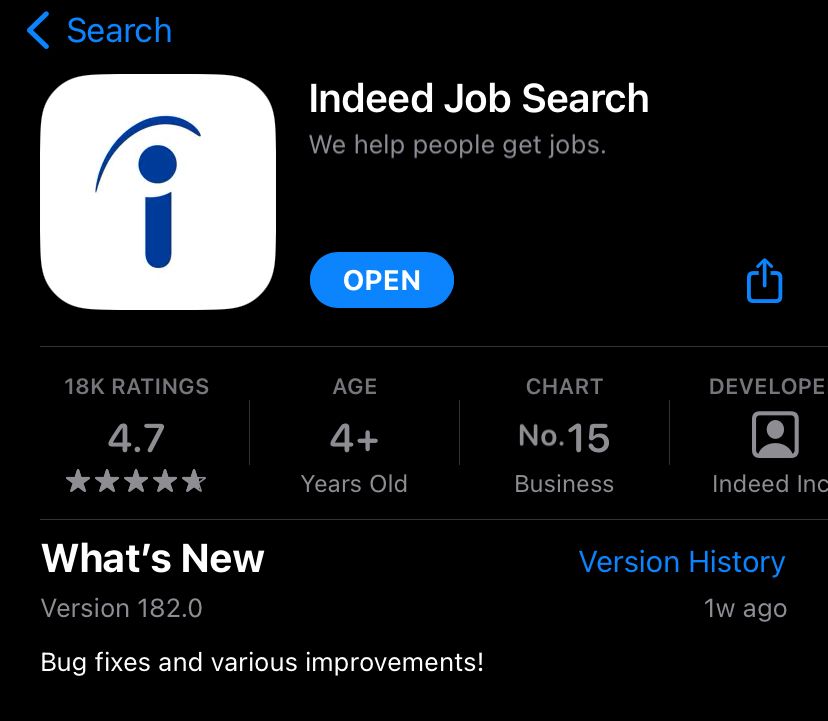 Search
Indeed Job Search
We help people get jobs.
OPEN
18K RATINGS
4.7
AGE
4+
Years Old
CHART
No.15
Business
DEVELOPE
Indeed Inc
What's New
Version History
Version 182.0
1w ago
Bug fixes and various improvements!